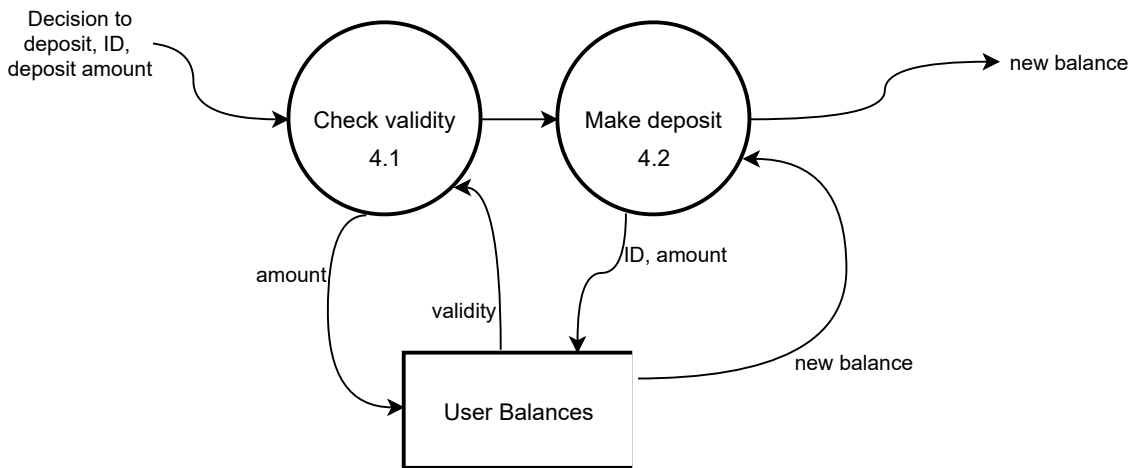 Decision to
deposit, ID,
deposit amount
new balance
Check validity
4.1
Make deposit
4.2
amount
ID, amount
validity
new balance
User Balances